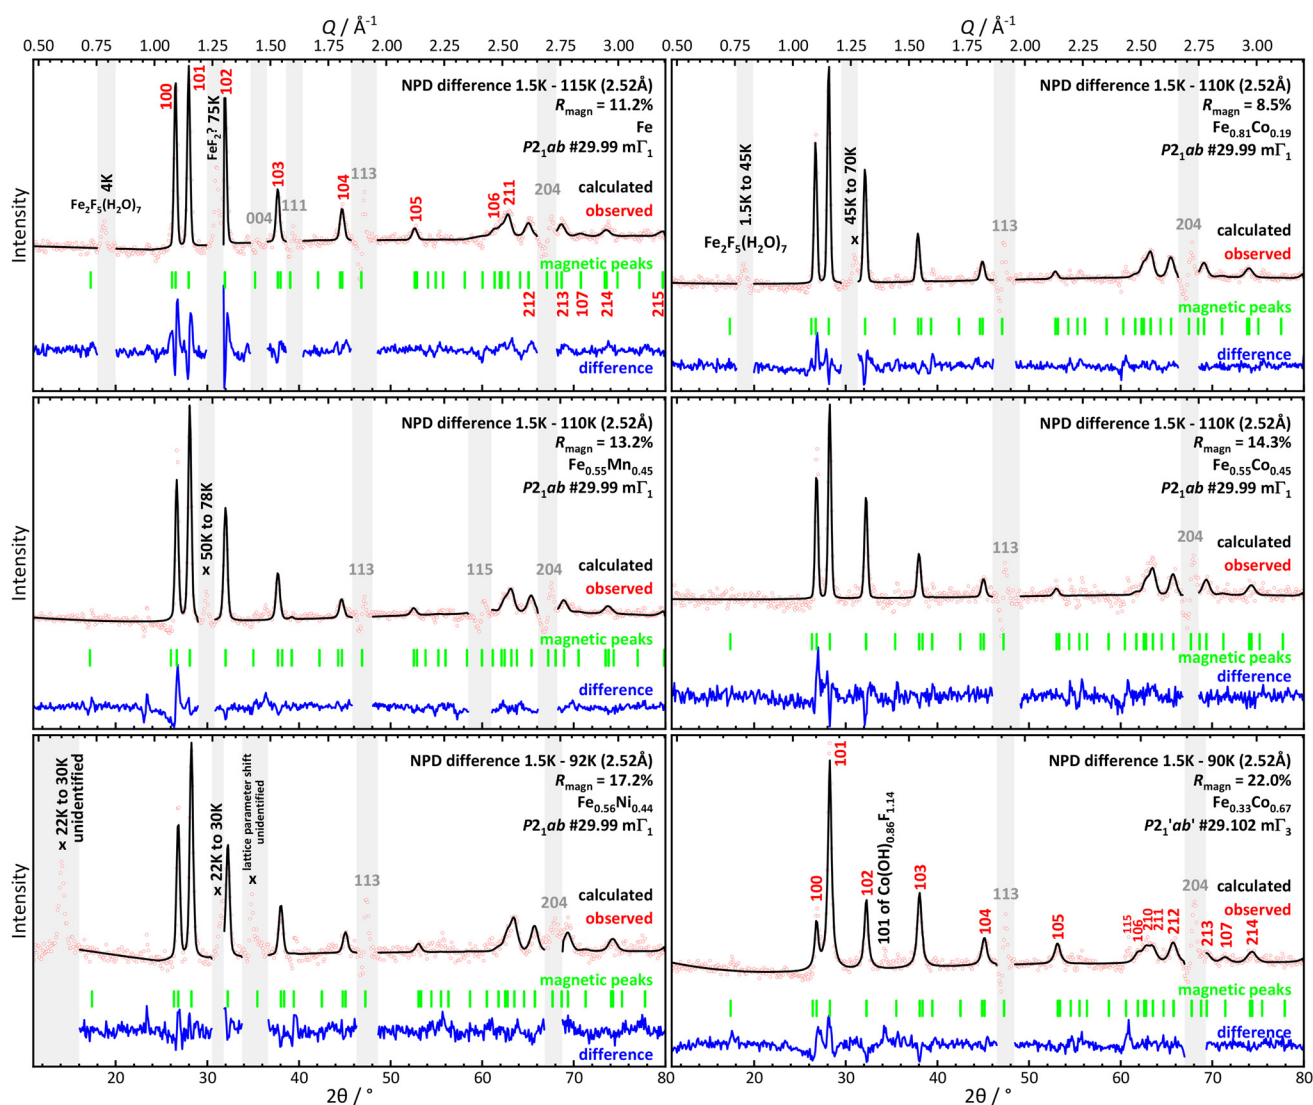 Q / Å-1
Q / Å-1
0.50 0.75 1.00 1.25 1.50 1.75 2.00 2.25 2.50 2.75 3.00
0.50 0.75 1.00 1.25 1.50 1.75 2.00 2.25 2.50 2.75 3.00
Intensity
NPD difference 1.5K - 115K (2.52Å)
Rmagn = 11.2%
Fe
P21ab #29.99 mΓ1
calculated
observed
magnetic peaks
difference
Fe2F5(H2O)7
4K
100
101
FeF2? 75K
102
004
103
111
104
113
105
106
211
204
212
213
107
214
215
NPD difference 1.5K - 110K (2.52Å)
Rmagn = 8.5%
Fe0.81Co0.19
P21ab #29.99 mΓ1
calculated
observed
magnetic peaks
difference
Fe2F5(H2O)7
1.5K to 45K
x 45K to 70K
113
204
Intensity
NPD difference 1.5K - 110K (2.52Å)
Rmagn = 13.2%
Fe0.55Mn0.45
P21ab #29.99 mΓ1
calculated
observed
magnetic peaks
difference
x 50K to 78K
113
115
204
NPD difference 1.5K - 110K (2.52Å)
Rmagn = 14.3%
Fe0.55Co0.45
P21ab #29.99 mΓ1
calculated
observed
magnetic peaks
difference
113
204
Intensity
NPD difference 1.5K - 92K (2.52Å)
Rmagn = 17.2%
Fe0.56Ni0.44
P21ab #29.99 mΓ1
calculated
observed
magnetic peaks
difference
x 22K to 30K
unidentified
x 22K to 30K
x lattice parameter shift
unidentified
113
204
NPD difference 1.5K - 90K (2.52Å)
Rmagn = 22.0%
Fe0.33Co0.67
P21'ab' #29.102 mΓ3
calculated
observed
magnetic peaks
difference
100
101
102
101 of Co(OH)0.86F1.14
103
104
113
105
115
106
210
211
212
204
213
107
214
20 30 40 50 60 70 80
20 30 40 50 60 70 80
2θ / °
2θ / °